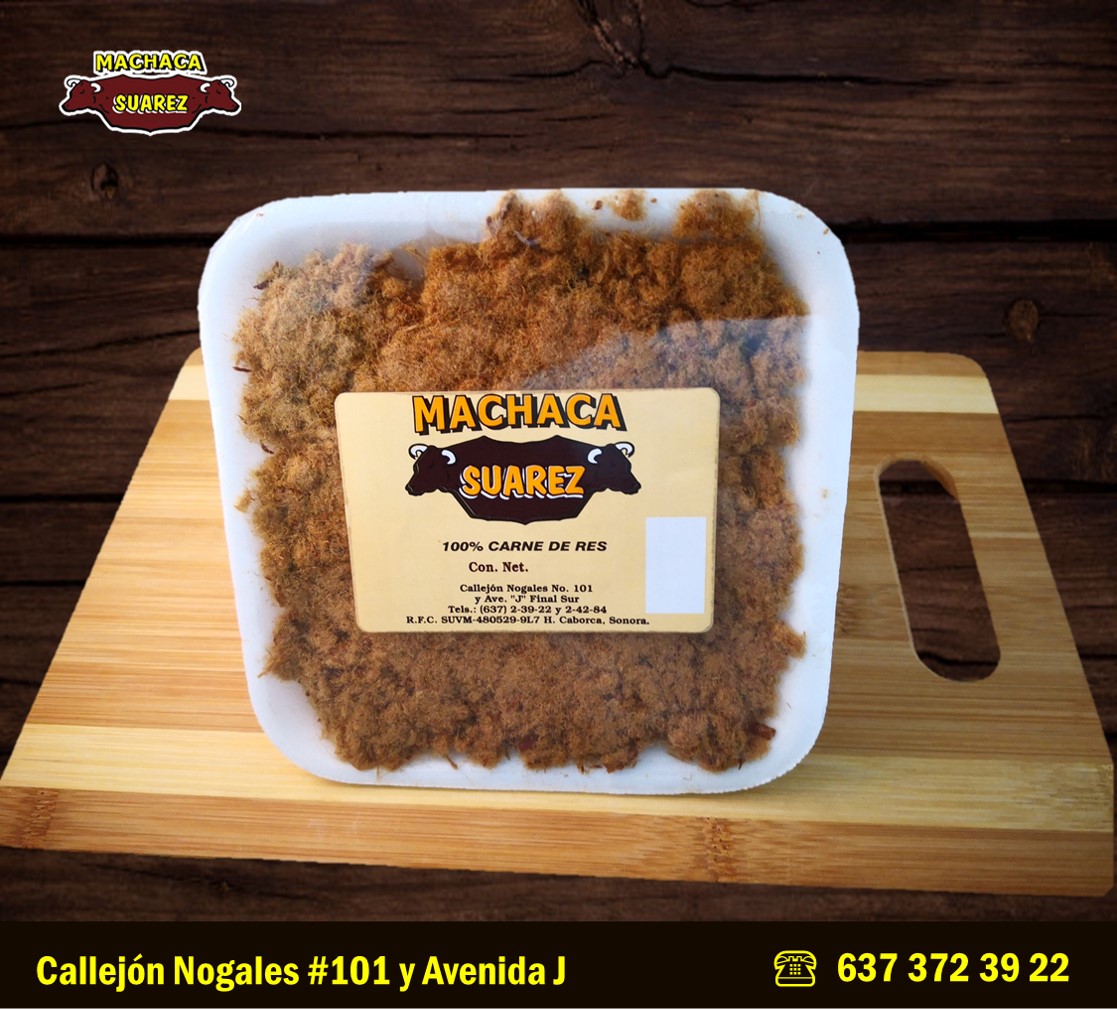 MACHACA
SUAREZ
MACHACA
SUAREZ
100% CARNE DE RES
Con. Net.
Callejón Nogales No. 101
y Ave. "J" Final Sur
Tels.: (637) 2-39-22 y 2-42-84
R.F.C. SUVM-480529-9L7 H. Caborca, Sonora.
Callejón Nogales #101 y Avenida J
637 372 39 22